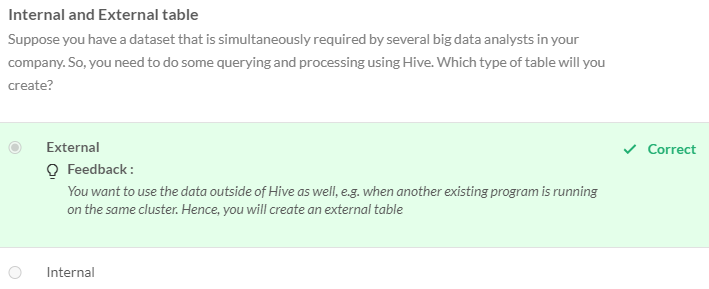 Internal and External table
Suppose you have a dataset that is simultaneously required by several big data analysts in your
company. So, you need to do some querying and processing using Hive. Which type of table will you
create?
External
Correct
Feedback :
You want to use the data outside of Hive as well, e.g. when another existing program is running
on the same cluster. Hence, you will create an external table
Internal